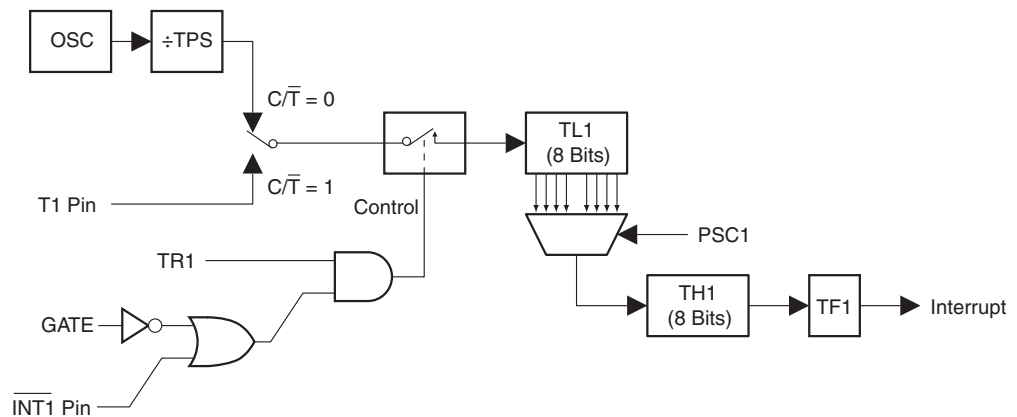 OSC
÷TPS
C/T̅ = 0
TL1
(8 Bits)
C/T̅ = 1
T1 Pin
Control
PSC1
TR1
TH1
(8 Bits)
TF1
Interrupt
GATE
I̅N̅T̅1̅ Pin